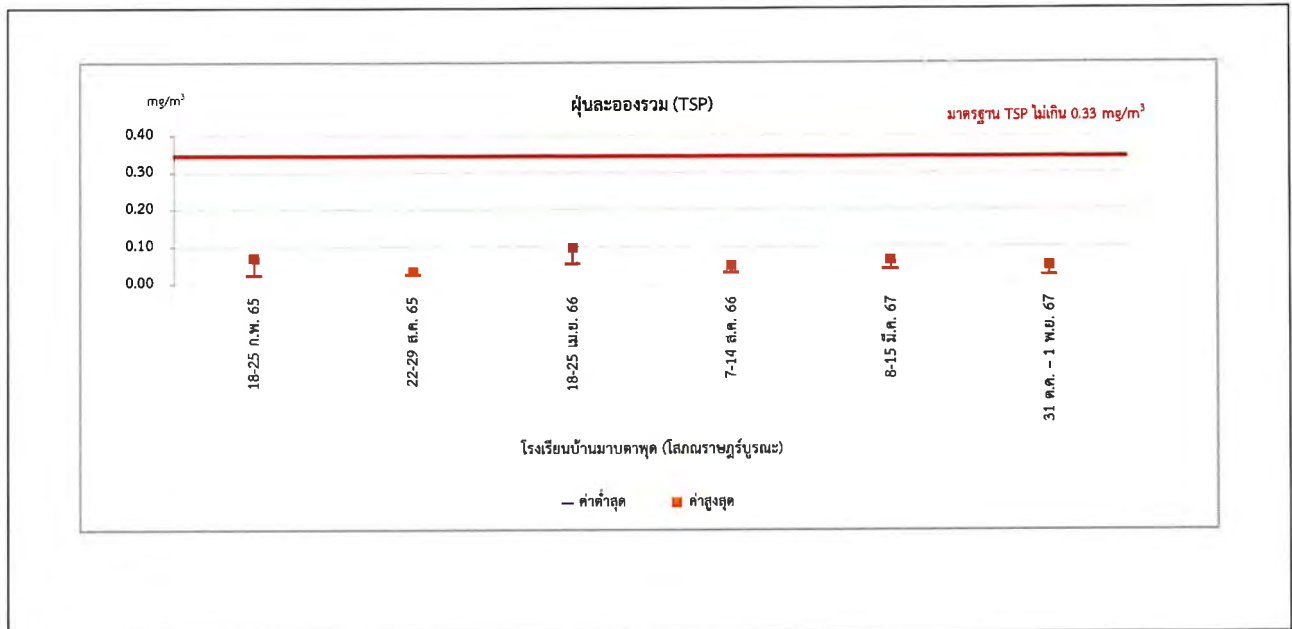 mg/m³
ฝุ่นละอองรวม (TSP)
มาตรฐาน TSP ไม่เกิน 0.33 mg/m³
0.40
0.30
0.20
0.10
0.00
18-25 ก.พ. 65
22-29 ส.ค. 65
18-25 เม.ย. 66
7-14 ส.ค. 66
8-15 มี.ค. 67
31 ต.ค. – 1 พ.ย. 67
โรงเรียนบ้านมาบตาพุด (โสภณราษฎร์บูรณะ)
ค่าต่ำสุด ค่าสูงสุด